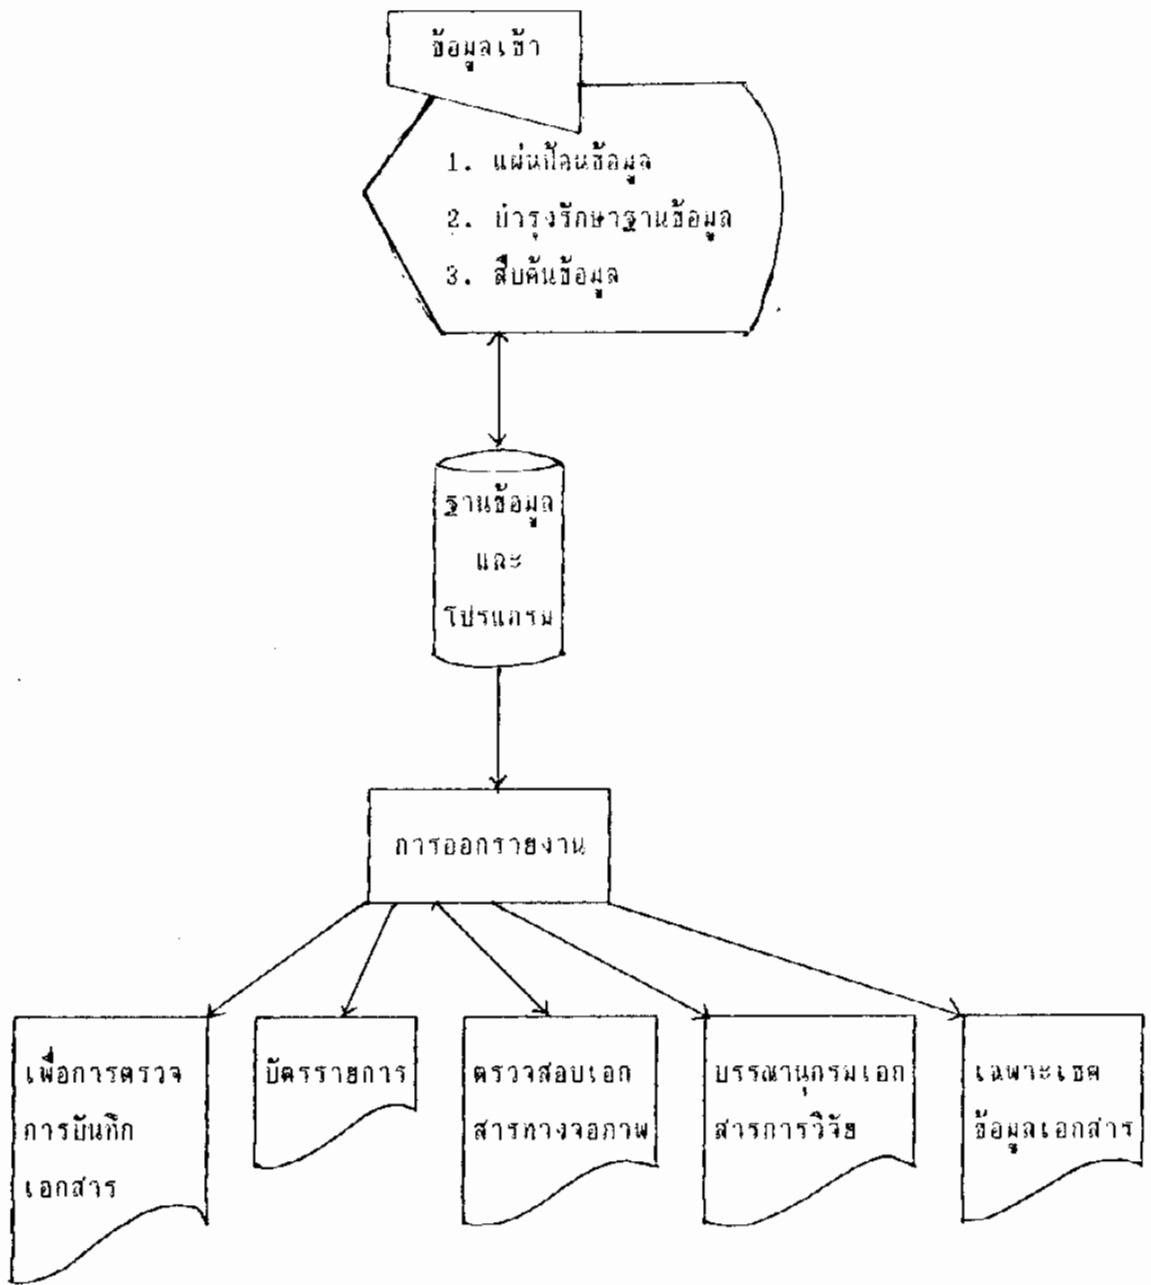 ข้อมูลเข้า
1. แผ่นป้อนข้อมูล
2. บำรุงรักษาฐานข้อมูล
3. สืบค้นข้อมูล
ฐานข้อมูล
และ
โปรแกรม
การออกรายงาน
เพื่อการตรวจ
การบันทึก
เอกสาร
บัตรรายการ
ตรวจสอบเอก
สารทางจอภาพ
บรรณานุกรมเอก
สารการวิจัย
เฉพาะเขต
ข้อมูลเอกสาร